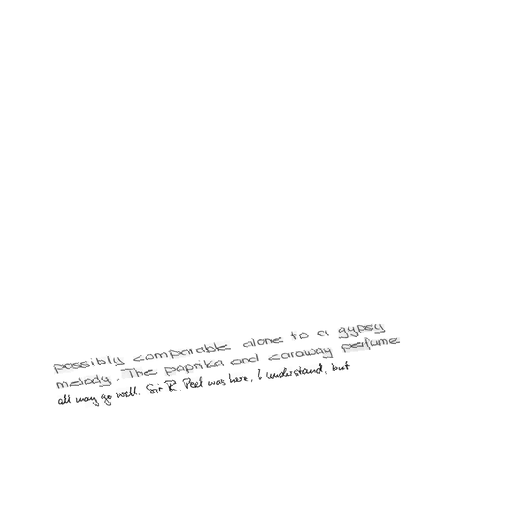 possibly comparable alone to a gypsy
melody. The paprika and caraway perfume
all may go well. Sir R. Peel was here, I understand, but